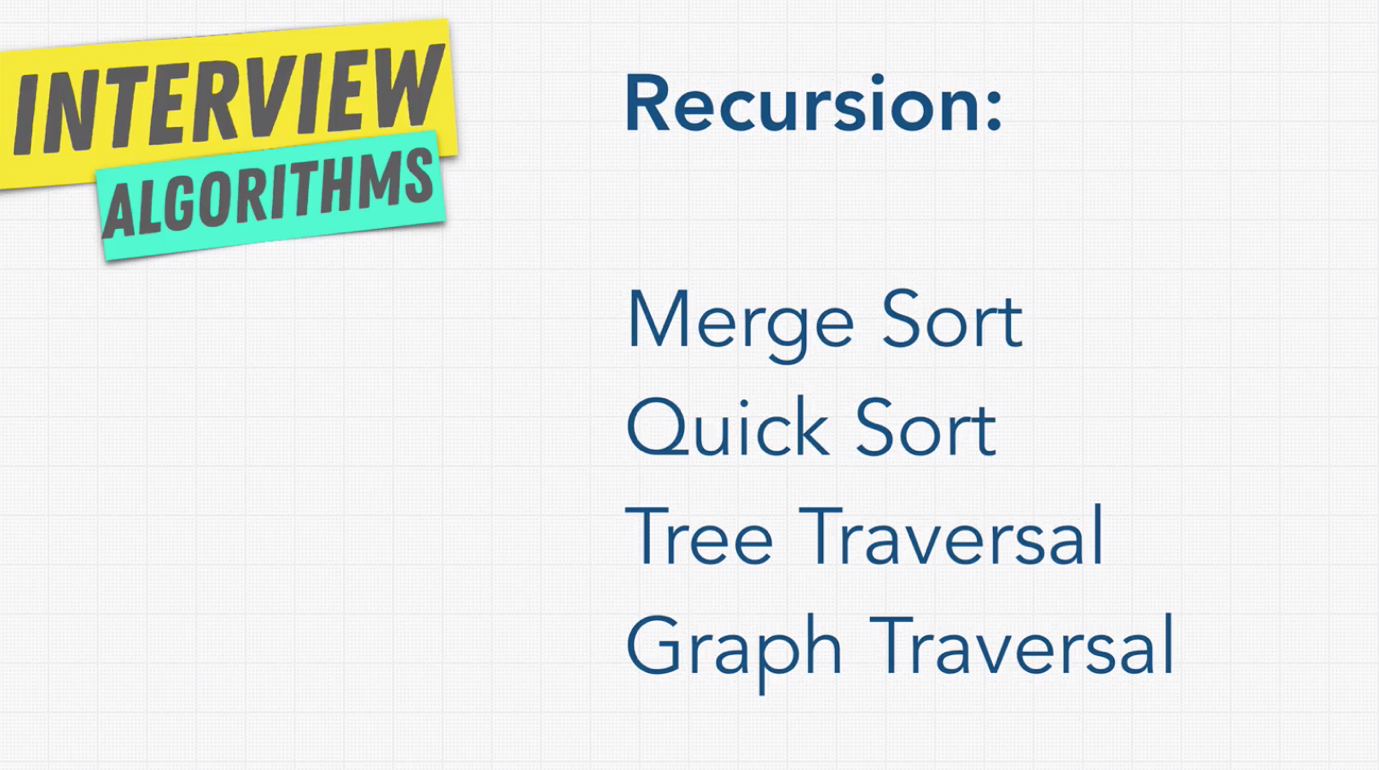 INTERVIEW
ALGORITHMS
Recursion:
Merge Sort
Quick Sort
Tree Traversal
Graph Traversal